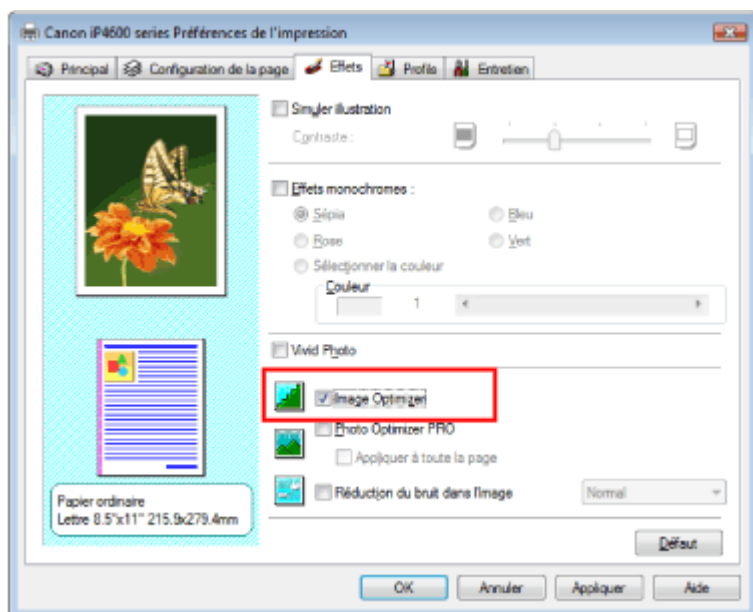 Canon iP4600 series Préférences de l'impression
Principal Configuration de la page Effets Profils Entretien
Simuler illustration
Contraste :
Effets monochromes :
Sépia Bleu
Rose Vert
Sélectionner la couleur
Couleur
1
Vivid Photo
Image Optimizer
Photo Optimizer PRO
Appliquer à toute la page
Réduction du bruit dans l'image Normal
Papier ordinaire
Lettre 8.5"x11" 215.9x279.4mm
Défaut
OK Annuler Appliquer Aide